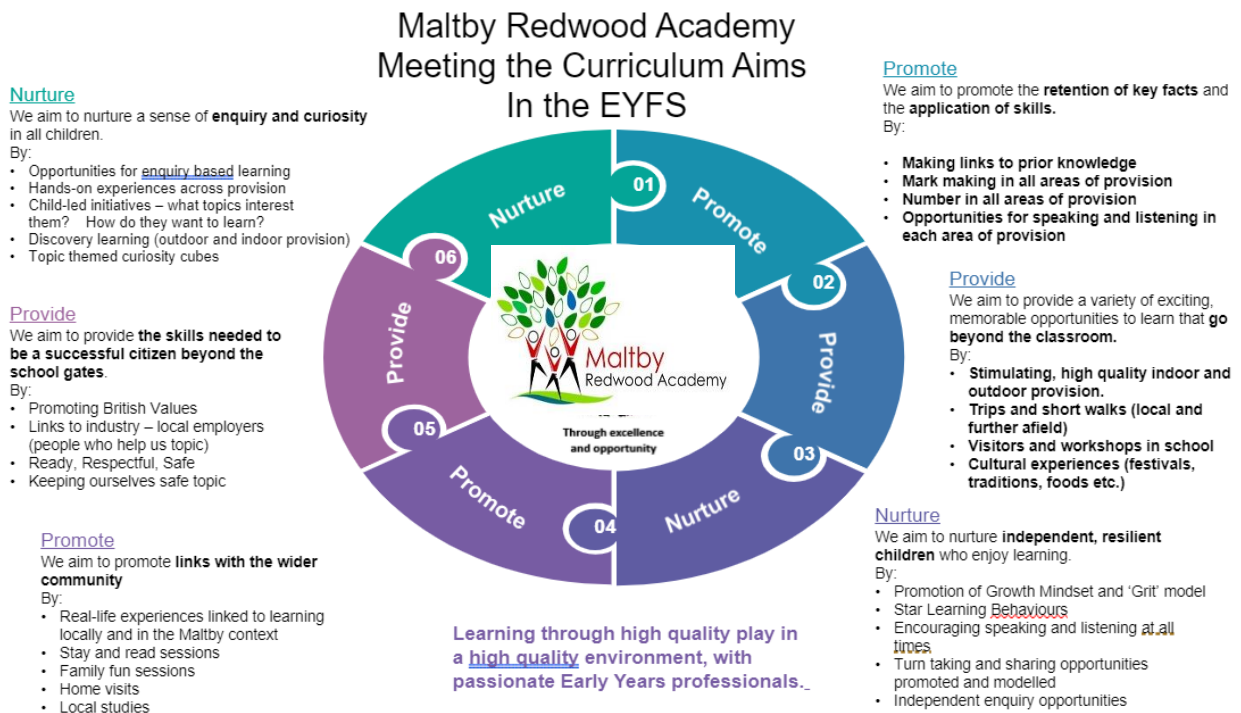 Maltby Redwood Academy
Meeting the Curriculum Aims
In the EYFS
Nurture
We aim to nurture a sense of enquiry and curiosity
in all children.
By:
• Opportunities for enquiry based learning
• Hands-on experiences across provision
• Child-led initiatives – what topics interest
them? How do they want to learn?
• Discovery learning (outdoor and indoor provision)
• Topic themed curiosity cubes
Provide
We aim to provide the skills needed to
be a successful citizen beyond the
school gates.
By:
• Promoting British Values
• Links to industry – local employers
(people who help us topic)
• Ready, Respectful, Safe
• Keeping ourselves safe topic
Promote
We aim to promote links with the wider
community
By:
• Real-life experiences linked to learning
locally and in the Maltby context
• Stay and read sessions
• Family fun sessions
• Home visits
• Local studies
01
Promote
02
Provide
03
Nurture
04
Promote
05
Provide
06
Nurture
Maltby
Redwood Academy
Through excellence
and opportunity
Learning through high quality play in
a high quality environment, with
passionate Early Years professionals.
Promote
We aim to promote the retention of key facts and
the application of skills.
By:
• Making links to prior knowledge
• Mark making in all areas of provision
• Number in all areas of provision
• Opportunities for speaking and listening in
each area of provision
Provide
We aim to provide a variety of exciting,
memorable opportunities to learn that go
beyond the classroom.
By:
• Stimulating, high quality indoor and
outdoor provision.
• Trips and short walks (local and
further afield)
• Visitors and workshops in school
• Cultural experiences (festivals,
traditions, foods etc.)
Nurture
We aim to nurture independent, resilient
children who enjoy learning.
By:
• Promotion of Growth Mindset and ‘Grit’ model
• Star Learning Behaviours
• Encouraging speaking and listening at all
times
• Turn taking and sharing opportunities
promoted and modelled
• Independent enquiry opportunities